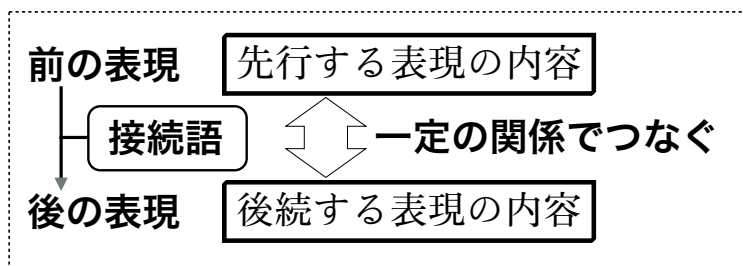 前の表現 先行する表現の内容
接続語 一定の関係でつなぐ
後の表現 後続する表現の内容